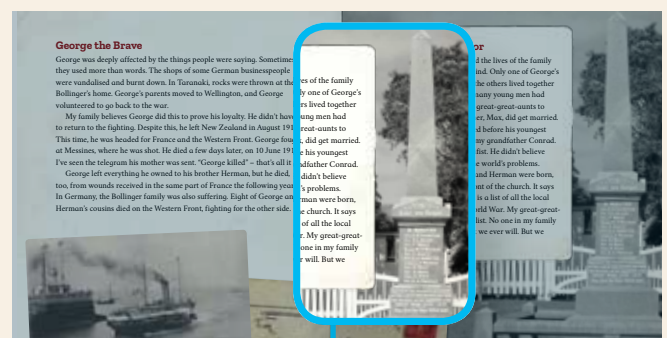 George the Brave
George was deeply affected by the things people were saying. Sometimes
they used more than words. The shops of some German businesspeople
were vandalised and burnt down. In Taranaki, rocks were thrown at the
Bollinger's home. George's parents moved to Wellington, and George
volunteered to go back to the war.
My family believes George did this to prove his loyalty. He didn't have
to return to the fighting. Despite this, he left New Zealand in August 191
This time, he was headed for France and the Western Front. George foug
at Messines, where he was shot. He died a few days later, on 10 June 191
I've seen the telegram his mother was sent. "George killed" – that's all it
George left everything he owned to his brother Herman, but he died,
too, from wounds received in the same part of France the following year
In Germany, the Bollinger family was also suffering. Eight of George an
Herman's cousins died on the Western Front, fighting for the other side.
es of the family
ly one of George's
rs lived together
oung men had
reat-aunts to
, did get married.
e his youngest
dfather Conrad.
didn't believe
's problems.
rman were born,
e church. It says
of all the local
r. My great-great-
one in my family
r will. But we
or
d the lives of the family
ind. Only one of George's
the others lived together
many young men had
great-great-aunts to
er, Max, did get married.
ed before his youngest
my grandfather Conrad.
fist. He didn't believe
e world's problems.
and Herman were born,
ont of the church. It says
is a list of all the local
orld War. My great-great-
list. No one in my family
we ever will. But we